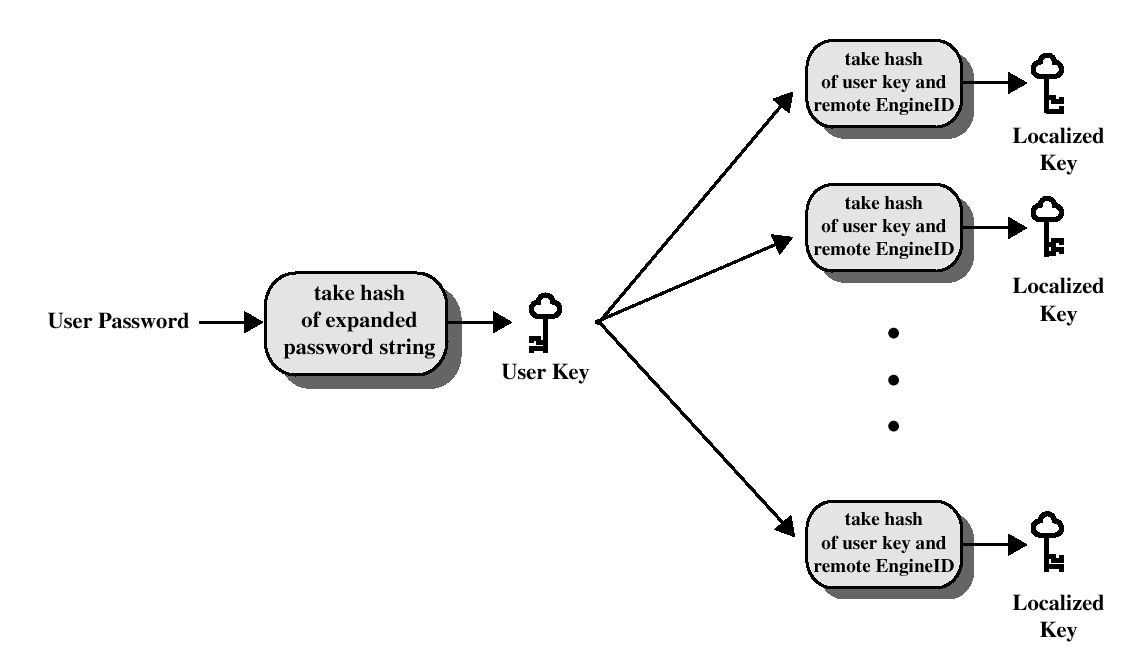 take hash
of user key and
remote EngineID
Localized
Key
take hash
of user key and
remote EngineID
Localized
Key
User Password
take hash
of expanded
password string
User Key
take hash
of user key and
remote EngineID
Localized
Key